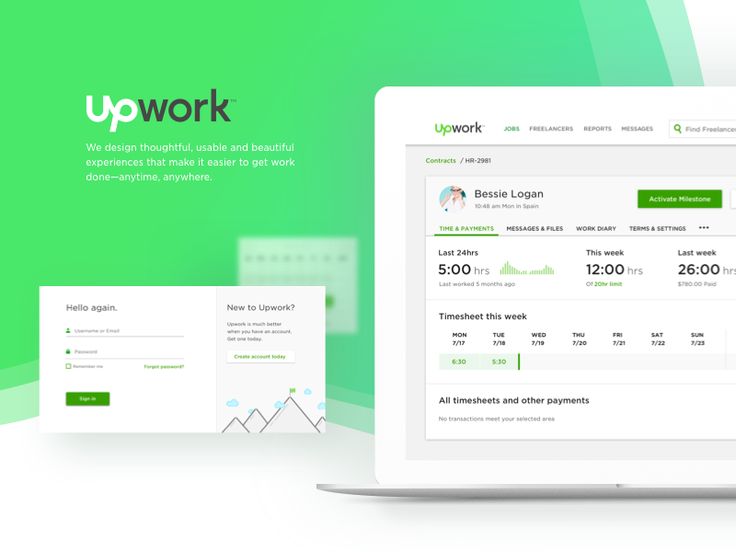 upwork™
We design thoughtful, usable and beautiful
experiences that make it easier to get work
done—anytime, anywhere.
Hello again.
Username or Email
Password
Remember me Forgot password?
Sign in
New to Upwork?
Upwork is much better
when you have an account.
Get one today.
Create account today
upwork™ JOBS FREELANCERS REPORTS MESSAGES Find Freelancers
Contracts / HR-2981
Bessie Logan
10:48 am Mon in Spain
Activate Milestone
TIME & PAYMENTS MESSAGES & FILES WORK DIARY TERMS & SETTINGS •••
Last 24hrs This week Last week
5:00 hrs 12:00 hrs 26:00 hrs
Last worked 5 months ago Of 20hr limit $780.00 Paid
Timesheet this week
MON TUE WED THU FRI SAT SUN
7/17 7/18 7/19 7/20 7/21 7/22 7/23
6:30 5:30
All timesheets and other payments
No transactions meet your selected area